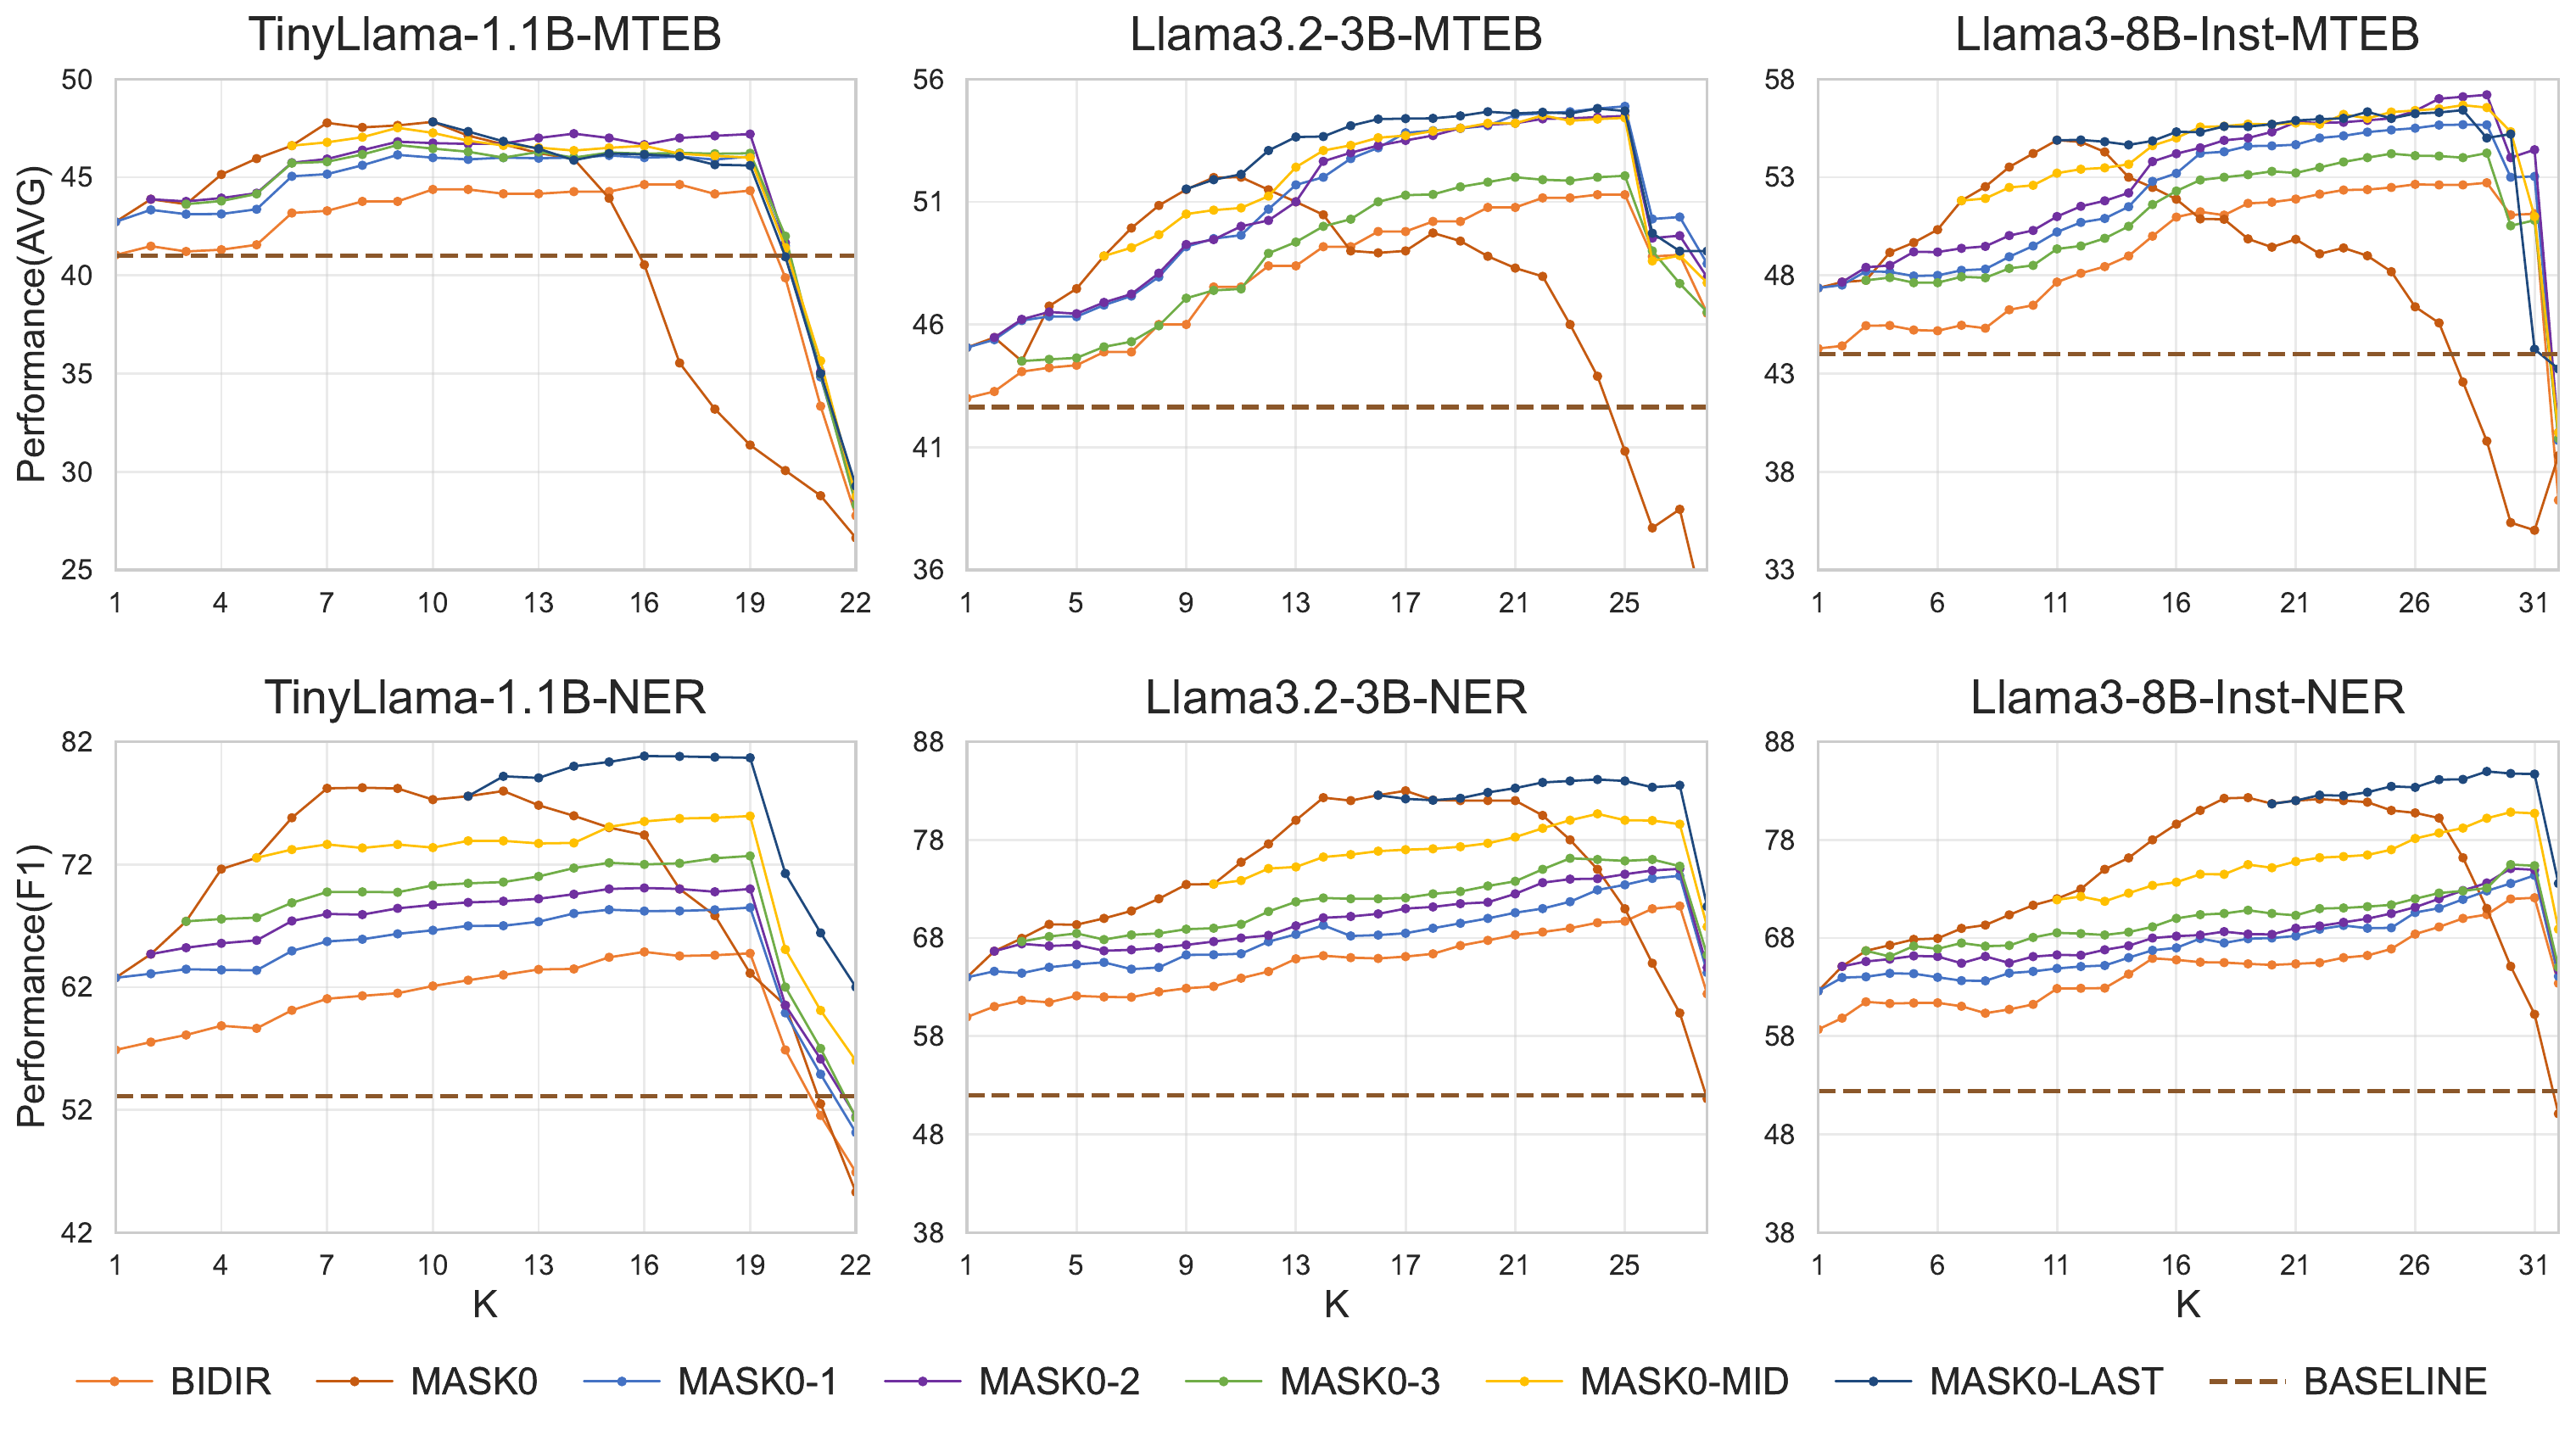 TinyLlama-1.1B-MTEB
Llama3.2-3B-MTEB
Llama3-8B-Inst-MTEB
Performance(AVG)
50
45
40
35
30
25
1 4 7 10 13 16 19 22
56
51
46
41
36
1 5 9 13 17 21 25
58
53
48
43
38
33
1 6 11 16 21 26 31
TinyLlama-1.1B-NER
Llama3.2-3B-NER
Llama3-8B-Inst-NER
Performance(F1)
82
72
62
52
42
1 4 7 10 13 16 19 22
K
88
78
68
58
48
38
1 5 9 13 17 21 25
K
88
78
68
58
48
38
1 6 11 16 21 26 31
K
BIDIR MASK0 MASK0-1 MASK0-2 MASK0-3 MASK0-MID MASK0-LAST BASELINE